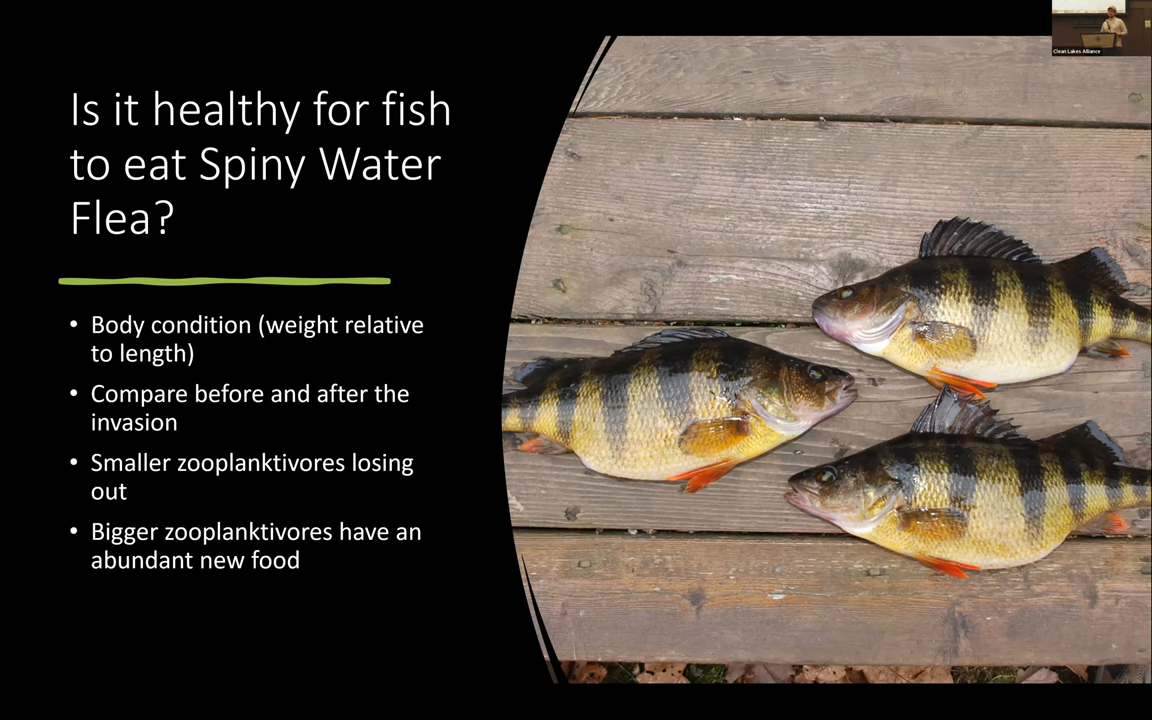 Clean Lakes Alliance
Is it healthy for fish
to eat Spiny Water
Flea?
• Body condition (weight relative
to length)
• Compare before and after the
invasion
• Smaller zooplanktivores losing
out
• Bigger zooplanktivores have an
abundant new food